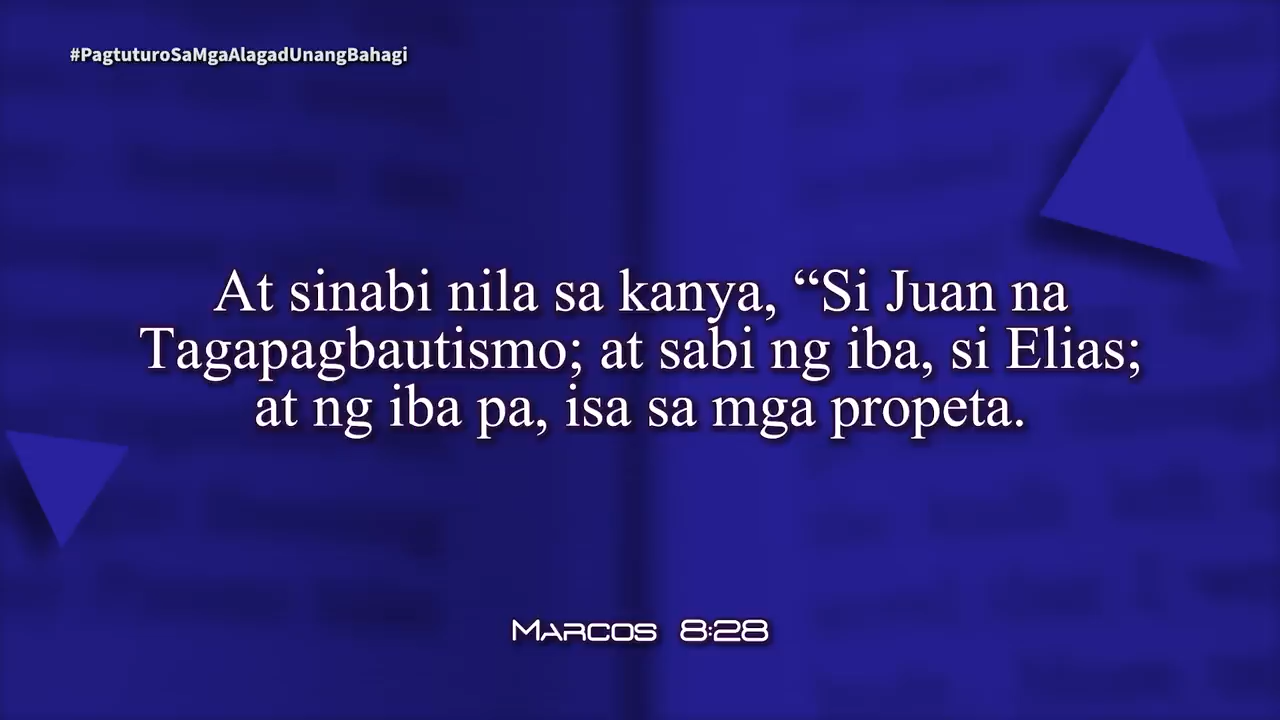 #PagtuturoSaMgaAlagadUnangBahagi
At sinabi nila sa kanya, “Si Juan na
Tagapagbautismo; at sabi ng iba, si Elias;
at ng iba pa, isa sa mga propeta.
Marcos 8:28